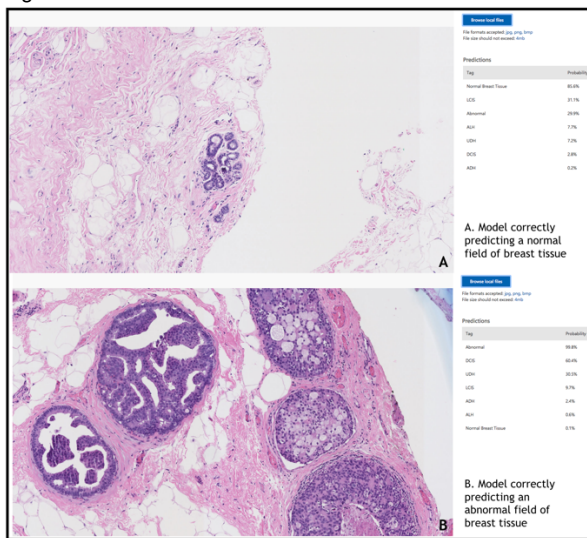 Browse local files
File formats accepted: jpg, png, bmp
File size should not exceed: 4mb
Predictions
Tag Probability
Normal Breast Tissue 85.8%
LCIS 31.1%
Abnormal 29.9%
ALH 7.7%
UDH 7.2%
DCIS 2.8%
ADH 0.2%
A
A. Model correctly
predicting a normal
field of breast tissue
Browse local files
File formats accepted: jpg, png, bmp
File size should not exceed: 4mb
Predictions
Tag Probability
Abnormal 99.8%
DCIS 60.4%
UDH 30.5%
LCIS 9.7%
ADH 2.4%
ALH 0.6%
Normal Breast Tissue 0.1%
B
B. Model correctly
predicting an
abnormal field of
breast tissue